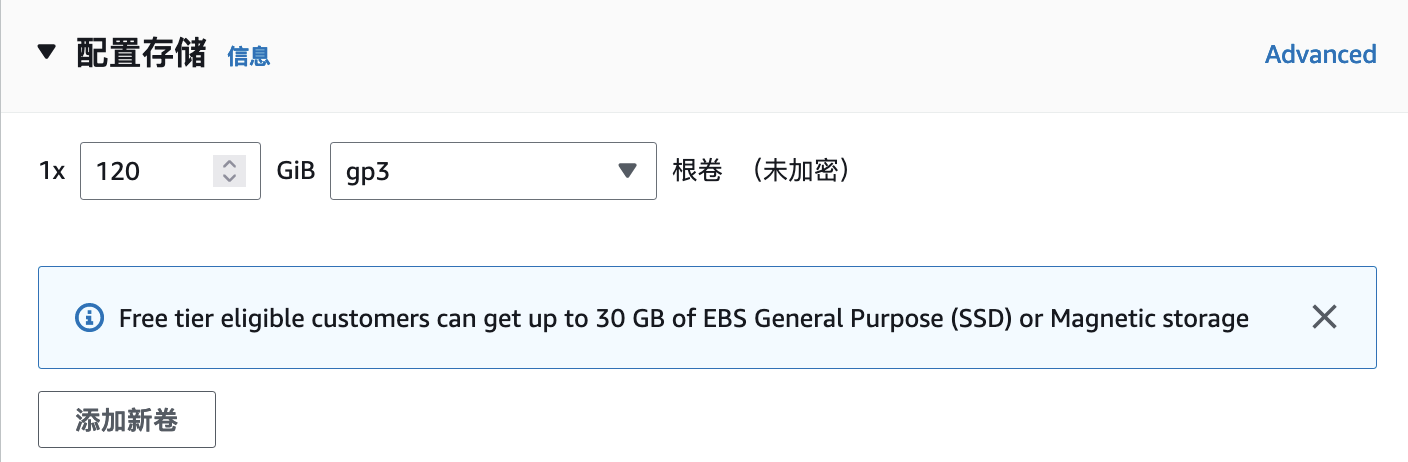 配置存储 信息 Advanced
1x 120 GiB gp3 根卷 （未加密）
Free tier eligible customers can get up to 30 GB of EBS General Purpose (SSD) or Magnetic storage
添加新卷